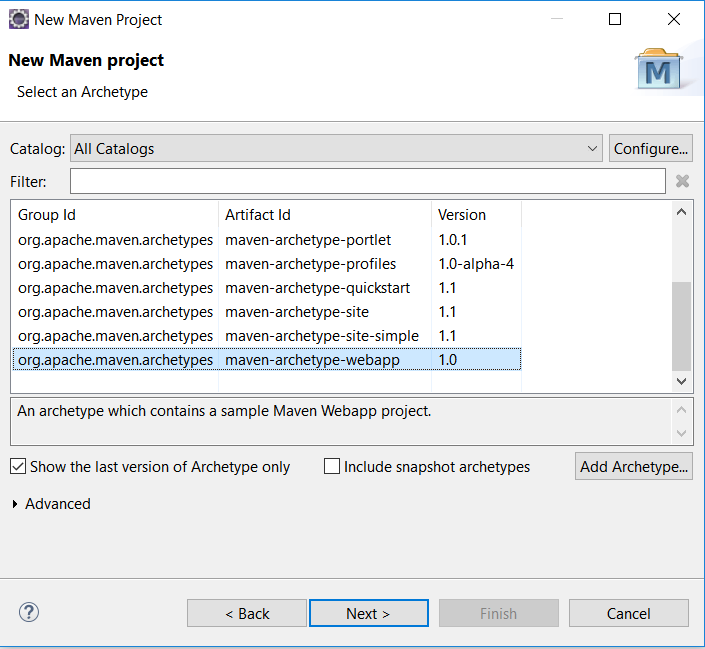 New Maven Project
New Maven project
Select an Archetype
M
Catalog: All Catalogs Configure...
Filter:
Group Id Artifact Id Version
org.apache.maven.archetypes maven-archetype-portlet 1.0.1
org.apache.maven.archetypes maven-archetype-profiles 1.0-alpha-4
org.apache.maven.archetypes maven-archetype-quickstart 1.1
org.apache.maven.archetypes maven-archetype-site 1.1
org.apache.maven.archetypes maven-archetype-site-simple 1.1
org.apache.maven.archetypes maven-archetype-webapp 1.0
An archetype which contains a sample Maven Webapp project.
Show the last version of Archetype only Include snapshot archetypes Add Archetype...
Advanced
? < Back Next > Finish Cancel